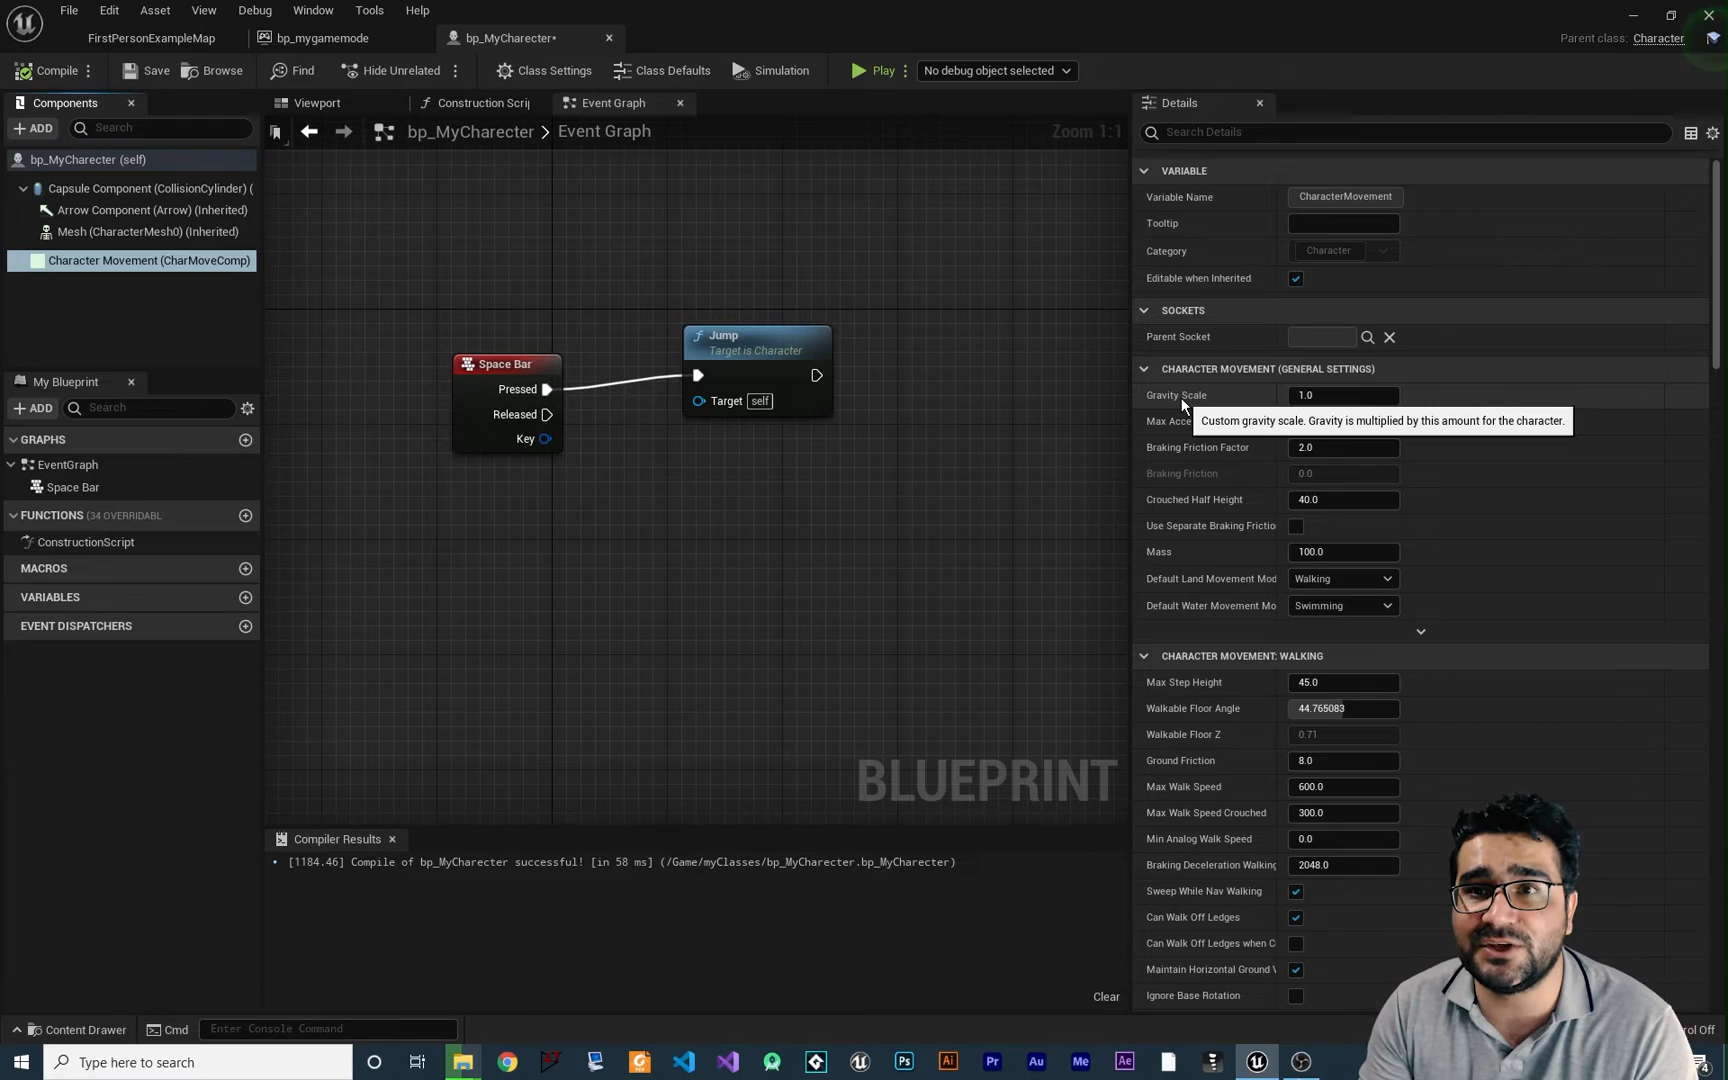 File Edit Asset View Debug Window Tools Help
FirstPersonExampleMap bp_mygamemode bp_MyCharecter* Parent class: Character
Compile Save Browse Find Hide Unrelated Class Settings Class Defaults Simulation Play No debug object selected
Components Viewport Construction Scrip Event Graph Details
ADD Search bp_MyCharecter > Event Graph Zoom 1:1 Search Details
bp_MyCharecter (self)
Capsule Component (CollisionCylinder) (
Arrow Component (Arrow) (Inherited)
Mesh (CharacterMesh0) (Inherited)
Character Movement (CharMoveComp)
My Blueprint
ADD Search
GRAPHS
EventGraph
Space Bar
FUNCTIONS (34 OVERRIDABL
ConstructionScript
MACROS
VARIABLES
EVENT DISPATCHERS
Space Bar
Pressed
Released
Key
Jump
Target is Character
Target self
BLUEPRINT
Compiler Results
[1184.46] Compile of bp_MyCharecter successful! [in 58 ms] (/Game/myClasses/bp_MyCharecter.bp_MyCharecter)
Clear
VARIABLE
Variable Name CharacterMovement
Tooltip
Category Character
Editable when Inherited
SOCKETS
Parent Socket
CHARACTER MOVEMENT (GENERAL SETTINGS)
Gravity Scale 1.0
Custom gravity scale. Gravity is multiplied by this amount for the character.
Max Acce
Braking Friction Factor 2.0
Braking Friction 0.0
Crouched Half Height 40.0
Use Separate Braking Frictio
Mass 100.0
Default Land Movement Mod Walking
Default Water Movement Mo Swimming
CHARACTER MOVEMENT: WALKING
Max Step Height 45.0
Walkable Floor Angle 44.765083
Walkable Floor Z 0.71
Ground Friction 8.0
Max Walk Speed 600.0
Max Walk Speed Crouched 300.0
Min Analog Walk Speed 0.0
Braking Deceleration Walking 2048.0
Sweep While Nav Walking
Can Walk Off Ledges
Can Walk Off Ledges when C
Maintain Horizontal Ground V
Ignore Base Rotation
Content Drawer Cmd Enter Console Command rol Off
Type here to search Ps Ai Pr Au Me Ae 4